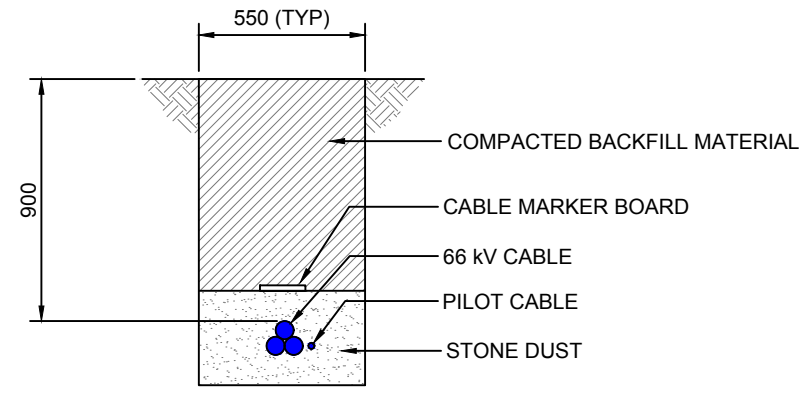 550 (TYP)
900
COMPACTED BACKFILL MATERIAL
CABLE MARKER BOARD
66 kV CABLE
PILOT CABLE
STONE DUST